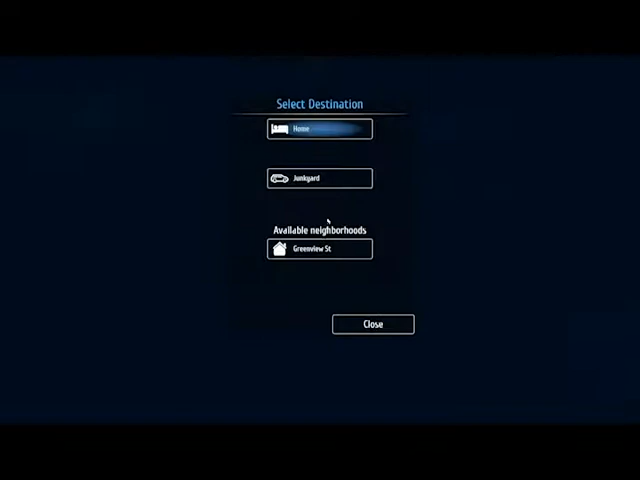 Select Destination
Home
Junkyard
Available neighborhoods
Greenview St
Close